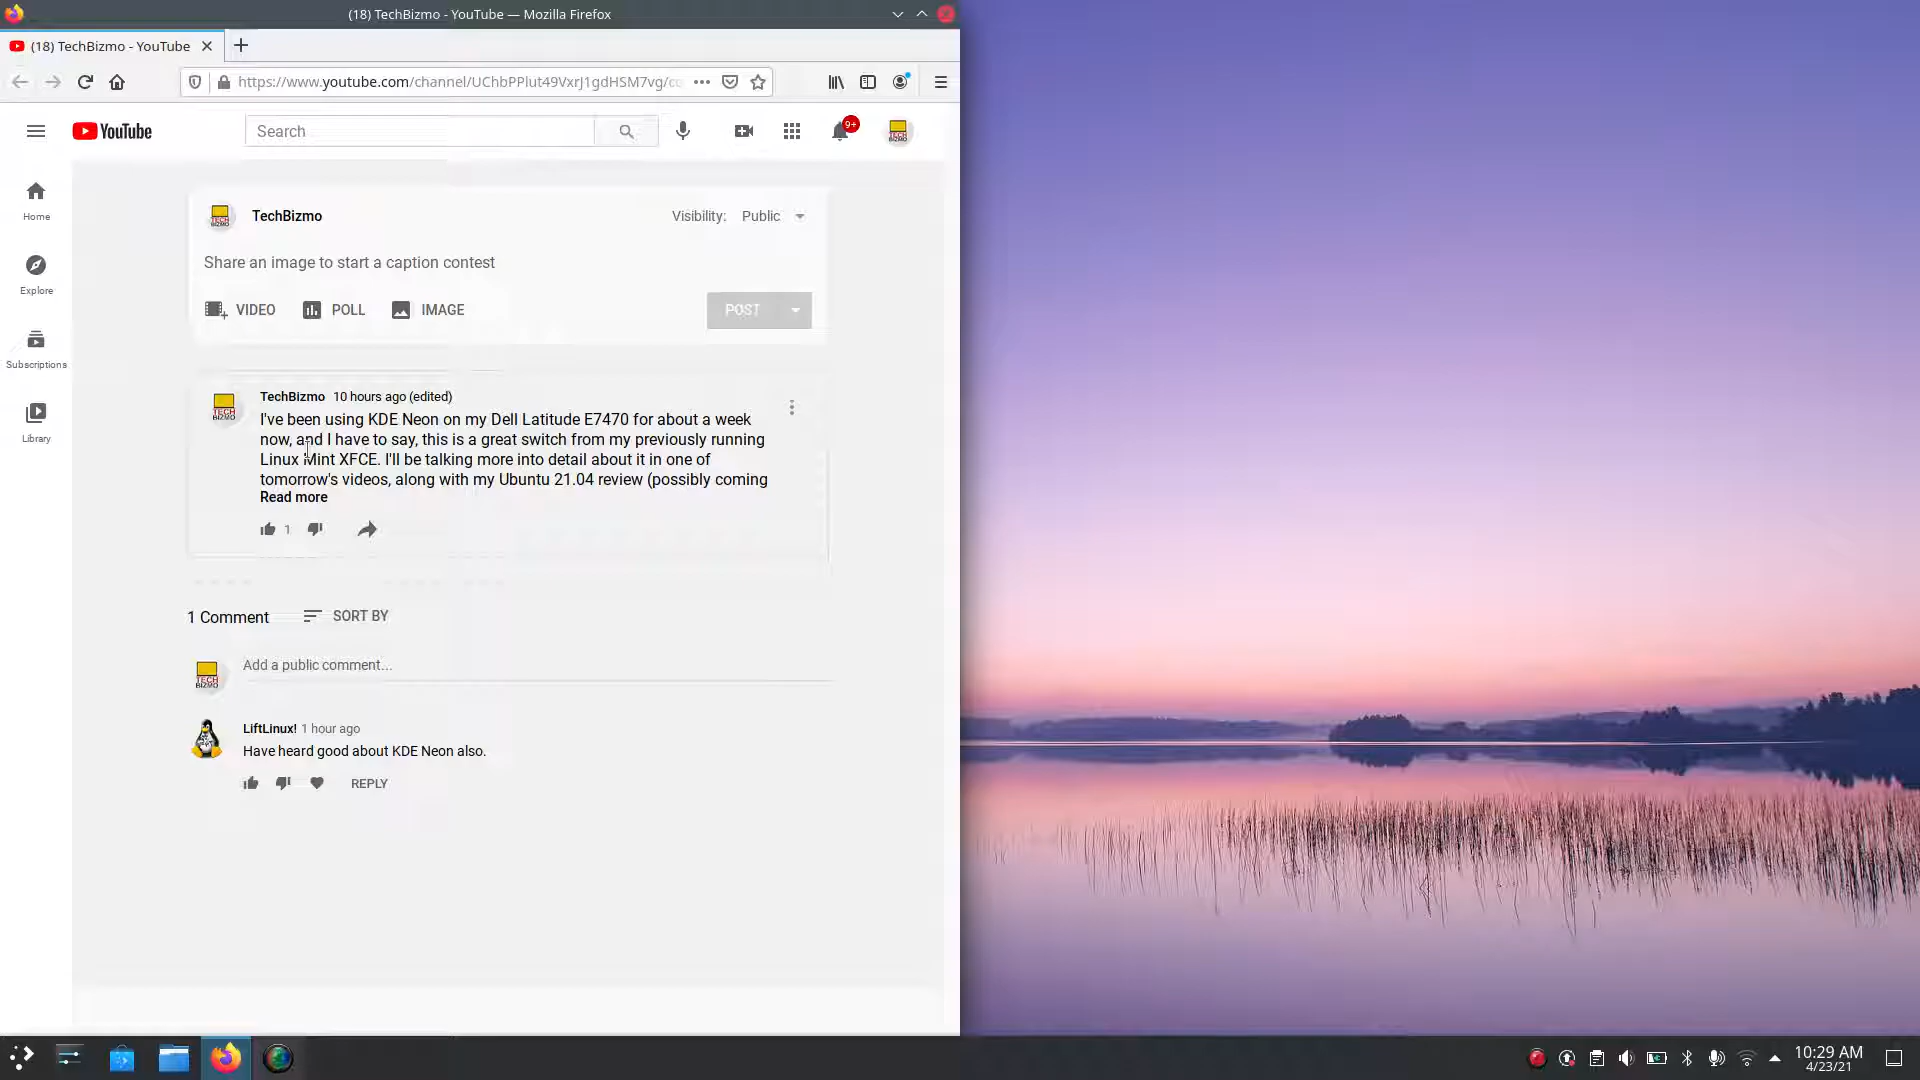 (18) TechBizmo - YouTube — Mozilla Firefox
(18) TechBizmo - YouTube
https://www.youtube.com/channel/UChbPPlut49VxrJ1gdHSM7vg/
YouTube
Search
9+
Home
Explore
Subscriptions
Library
TechBizmo
Visibility: Public
Share an image to start a caption contest
VIDEO POLL IMAGE
POST
TechBizmo 10 hours ago (edited)
I've been using KDE Neon on my Dell Latitude E7470 for about a week
now, and I have to say, this is a great switch from my previously running
Linux Mint XFCE. I'll be talking more into detail about it in one of
tomorrow's videos, along with my Ubuntu 21.04 review (possibly coming
Read more
1
1 Comment SORT BY
TECH
BIZMO
Add a public comment...
LiftLinux! 1 hour ago
Have heard good about KDE Neon also.
REPLY
10:29 AM
4/23/21